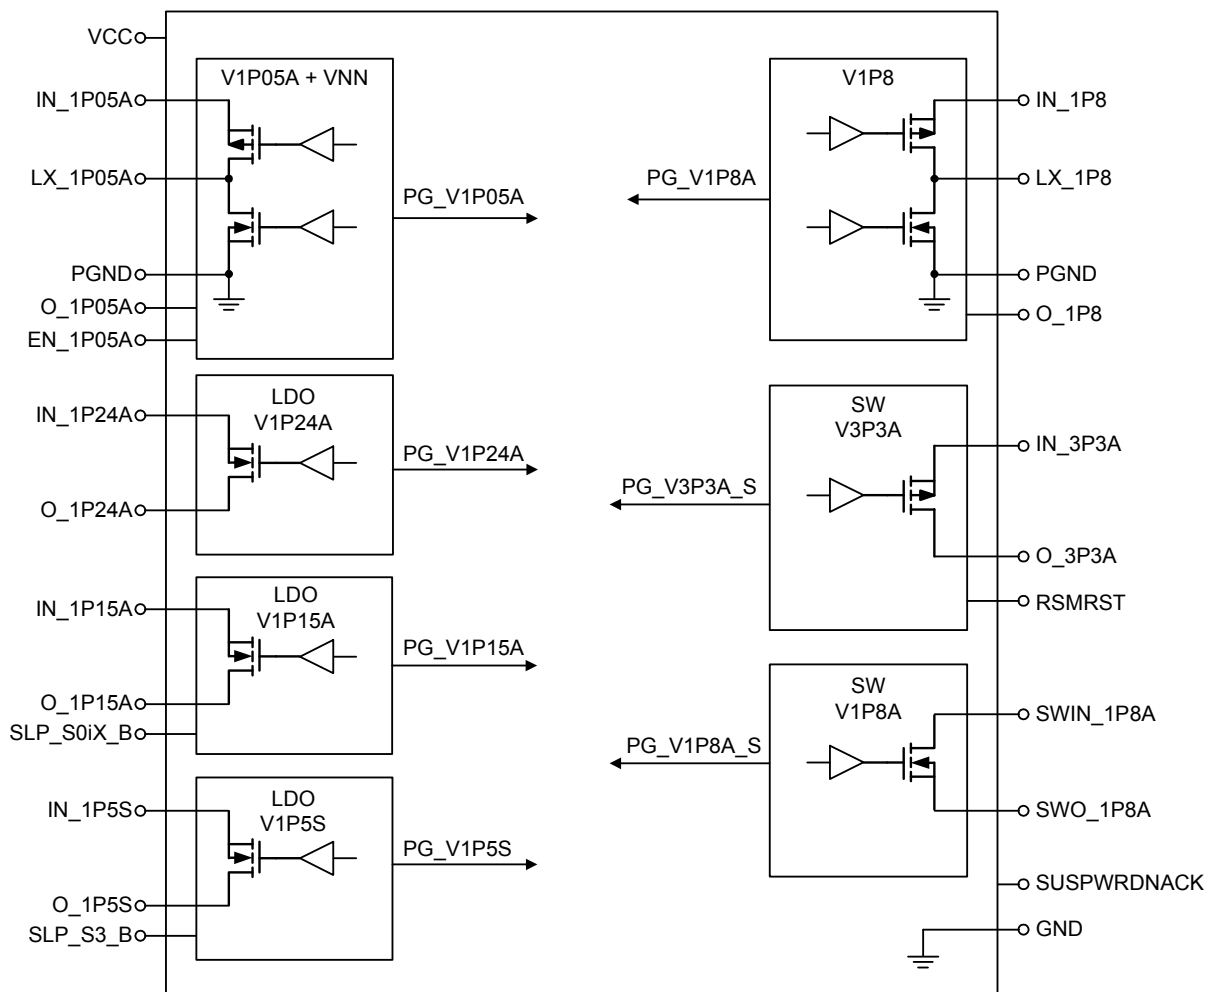 VCC
V1P05A + VNN
IN_1P05A
LX_1P05A
PG_V1P05A
PGND
O_1P05A
EN_1P05A
LDO
V1P24A
IN_1P24A
PG_V1P24A
O_1P24A
LDO
V1P15A
IN_1P15A
PG_V1P15A
O_1P15A
SLP_S0iX_B
LDO
V1P5S
IN_1P5S
PG_V1P5S
O_1P5S
SLP_S3_B
V1P8
IN_1P8
PG_V1P8A
LX_1P8
PGND
O_1P8
SW
V3P3A
IN_3P3A
PG_V3P3A_S
O_3P3A
RSMRST
SW
V1P8A
SWIN_1P8A
PG_V1P8A_S
SWO_1P8A
SUSPWRDNACK
GND